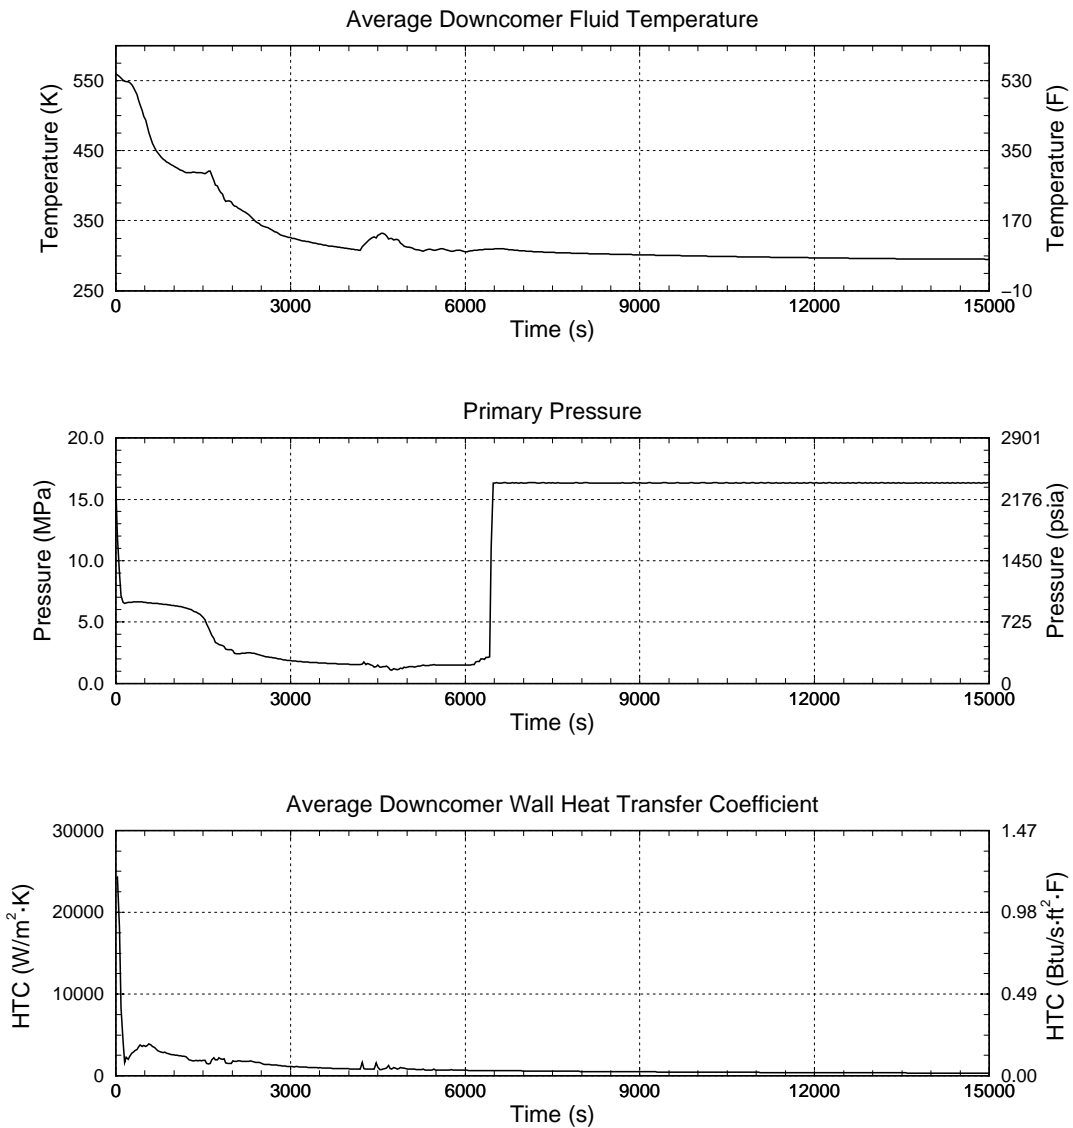 Average Downcomer Fluid Temperature
Temperature (K)
550
450
350
250
530
350
170
−10
Temperature (F)
0 3000 6000 9000 12000 15000
Time (s)
Primary Pressure
Pressure (MPa)
20.0
15.0
10.0
5.0
0.0
2901
2176
1450
725
0
Pressure (psia)
0 3000 6000 9000 12000 15000
Time (s)
Average Downcomer Wall Heat Transfer Coefficient
HTC (W/m²·K)
30000
20000
10000
0
1.47
0.98
0.49
0.00
HTC (Btu/s·ft²·F)
0 3000 6000 9000 12000 15000
Time (s)